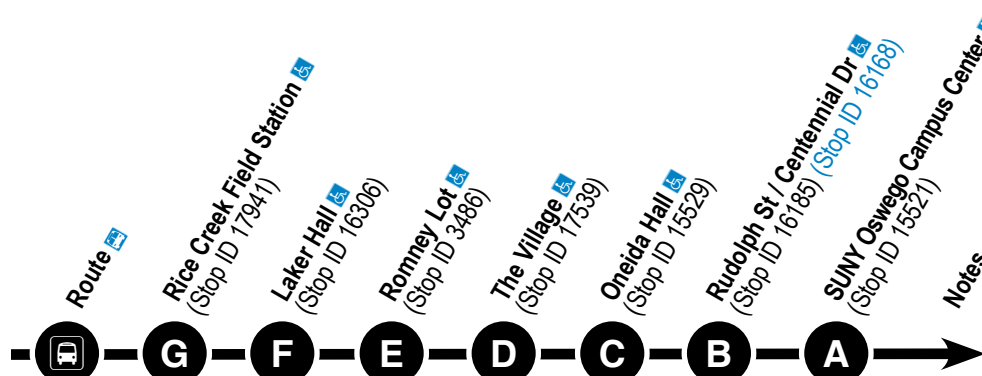 Route
Rice Creek Field Station
(Stop ID 17941)
Laker Hall
(Stop ID 16306)
Romney Lot
(Stop ID 3486)
The Village
(Stop ID 17539)
Oneida Hall
(Stop ID 15529)
Rudolph St / Centennial Dr
(Stop ID 16185) (Stop ID 16168)
SUNY Oswego Campus Center
(Stop ID 15521)
Notes
G F E D C B A